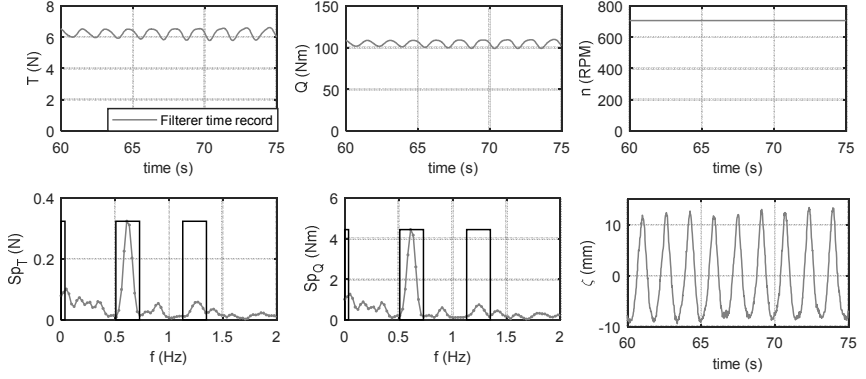 8
6
4
2
0
T (N)
Filterer time record
60 65 70 75
time (s)
150
100
50
0
Q (Nm)
60 65 70 75
time (s)
800
600
400
200
0
n (RPM)
60 65 70 75
time (s)
0.4
0.2
0
Sp_T (N)
0 0.5 1 1.5 2
f (Hz)
6
4
2
0
Sp_Q (Nm)
0 0.5 1 1.5 2
f (Hz)
10
0
-10
ζ (mm)
60 65 70 75
time (s)